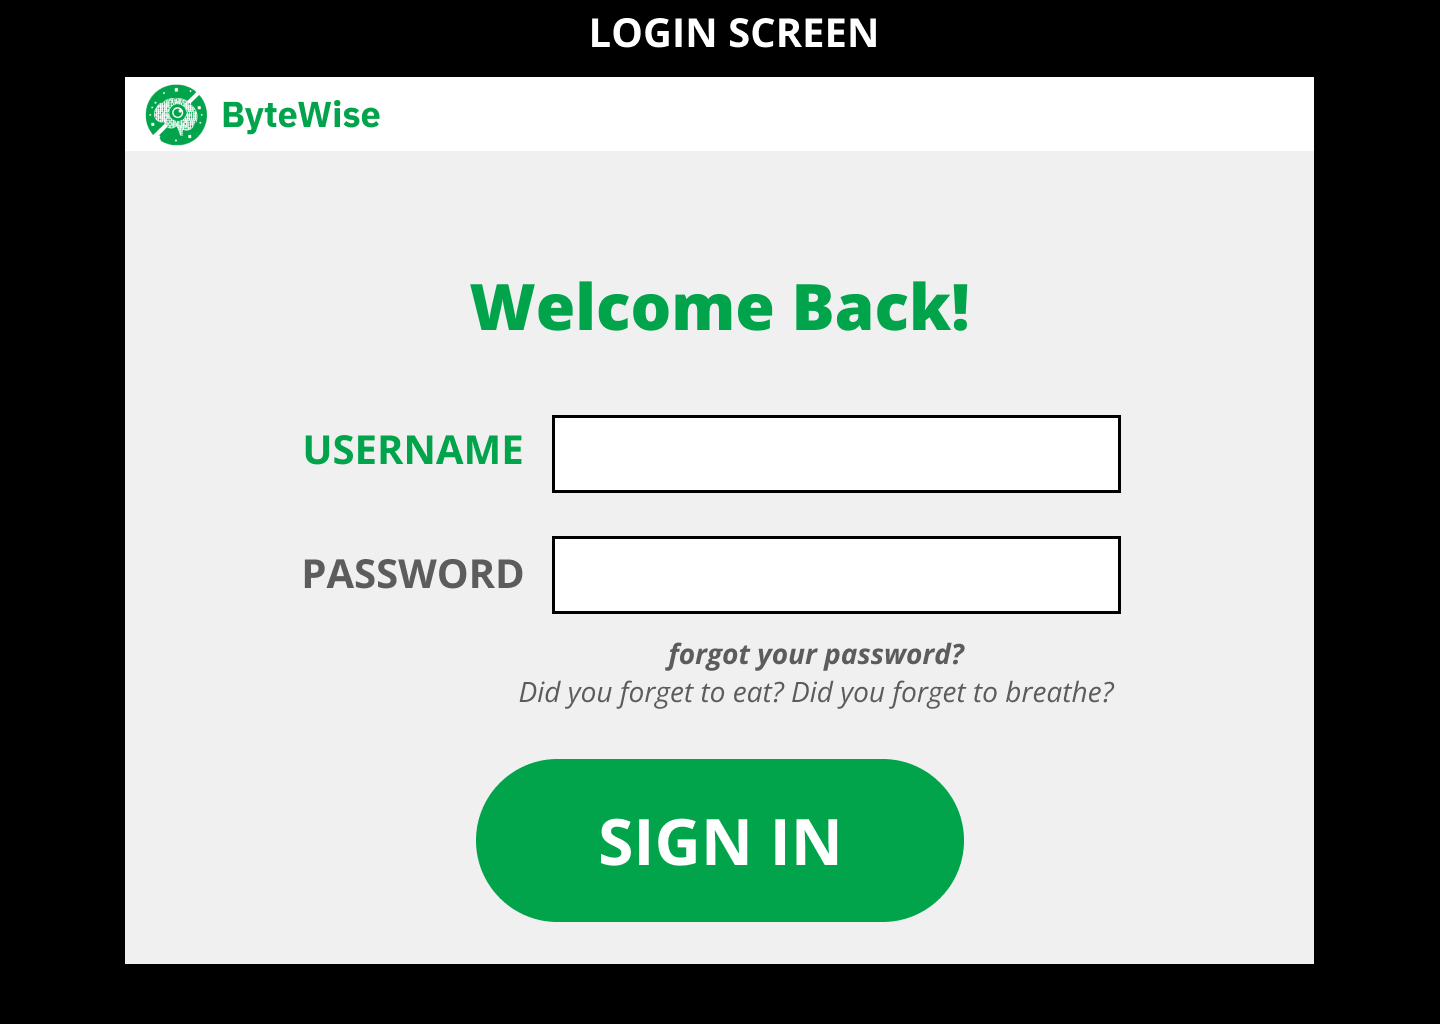 LOGIN SCREEN
ByteWise
Welcome Back!
USERNAME
PASSWORD
forgot your password?
Did you forget to eat? Did you forget to breathe?
SIGN IN